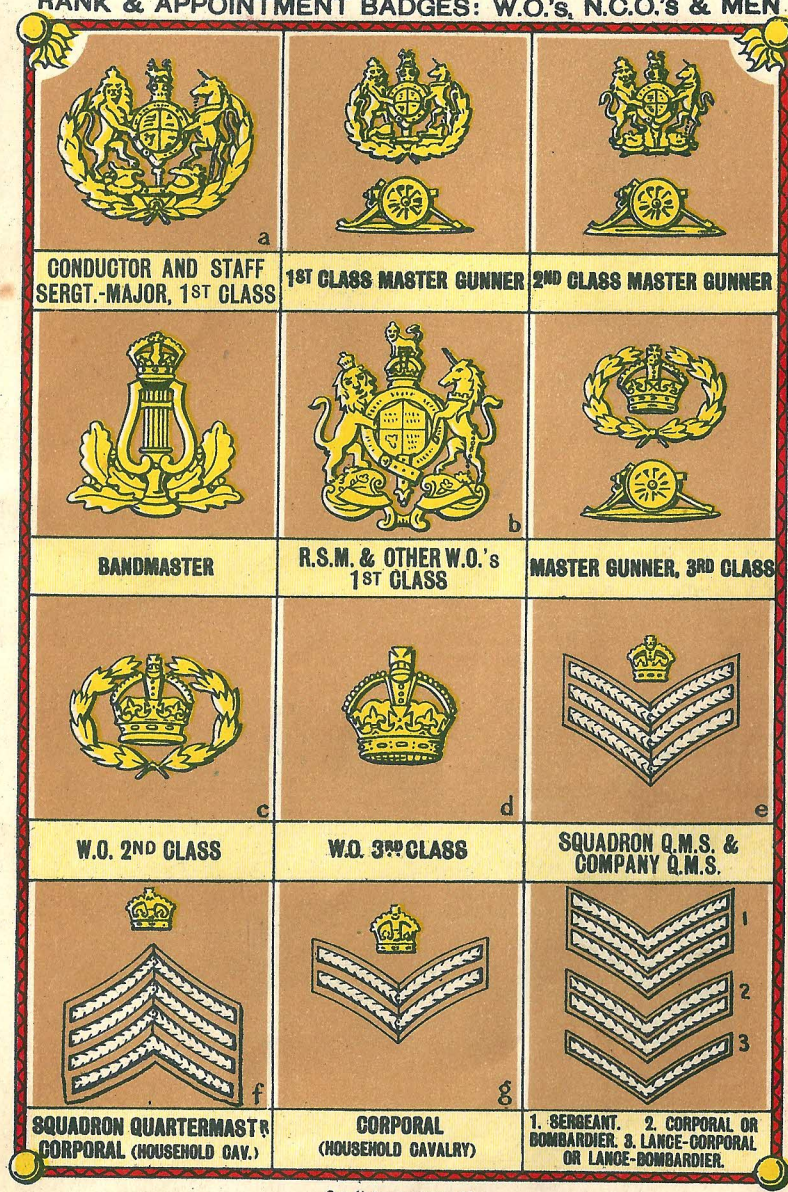 RANK & APPOINTMENT BADGES: W.O.'s, N.C.O.'s & MEN
a
CONDUCTOR AND STAFF
SERGT.-MAJOR, 1ST CLASS
1ST CLASS MASTER GUNNER
2ND CLASS MASTER GUNNER
BANDMASTER
b
R.S.M. & OTHER W.O.'s
1ST CLASS
MASTER GUNNER, 3RD CLASS
c
W.O. 2ND CLASS
d
W.O. 3RD CLASS
e
SQUADRON Q.M.S. &
COMPANY Q.M.S.
f
SQUADRON QUARTERMASTR
CORPORAL (HOUSEHOLD CAV.)
g
CORPORAL
(HOUSEHOLD CAVALRY)
1
2
3
1. SERGEANT. 2. CORPORAL OR
BOMBARDIER. 3. LANCE-CORPORAL
OR LANCE-BOMBARDIER.